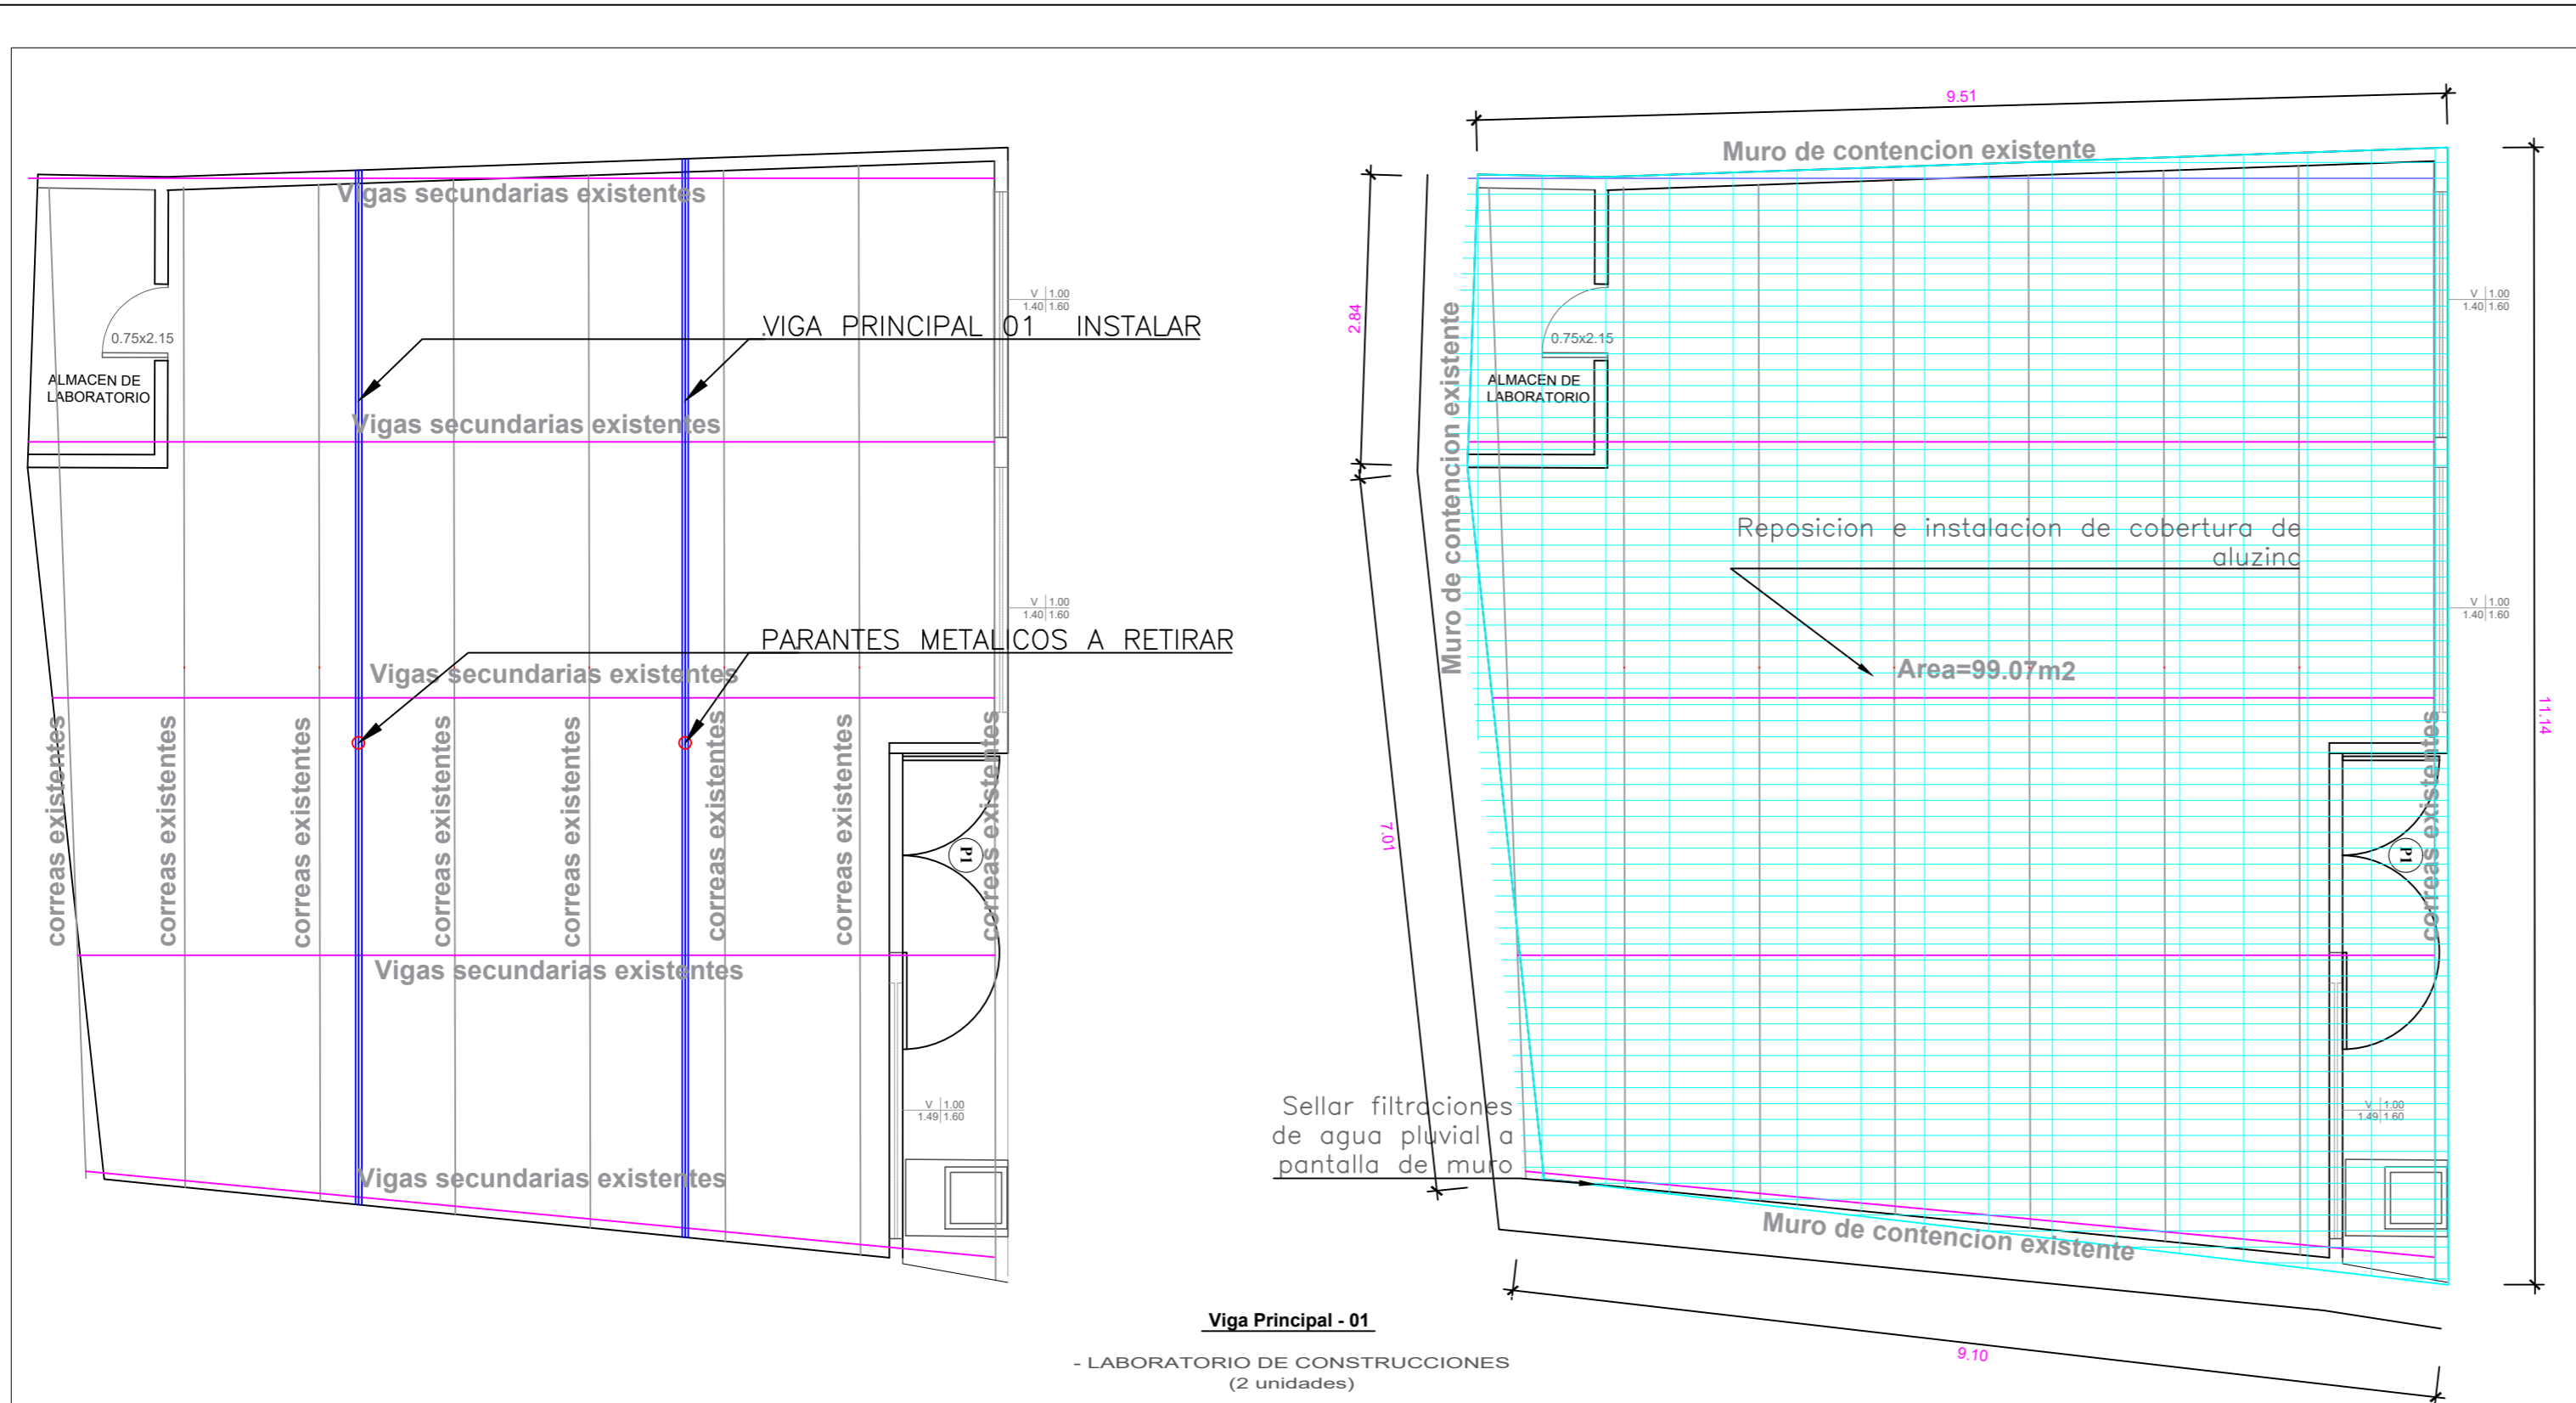 Vigas secundarias existentes
V 1.00
1.40 1.60
VIGA PRINCIPAL 01 INSTALAR
0.75x2.15
ALMACEN DE
LABORATORIO
Vigas secundarias existentes
V 1.00
1.40 1.60
PARANTES METALICOS A RETIRAR
Vigas secundarias existentes
correas existentes
correas existentes
correas existentes
correas existentes
correas existentes
correas existentes
correas existentes
correas existentes
P1
Vigas secundarias existentes
V 1.00
1.49 1.60
Vigas secundarias existentes
9.51
Muro de contencion existente
2.84
Muro de contencion existente
V 1.00
1.40 1.60
0.75x2.15
ALMACEN DE
LABORATORIO
Reposicion e instalacion de cobertura de
aluzinc
V 1.00
1.40 1.60
Area=99.07m2
11.14
correas existentes
7.01
P1
Sellar filtraciones
de agua pluvial a
pantalla de muro
V 1.00
1.49 1.60
Muro de contencion existente
9.10
Viga Principal - 01
- LABORATORIO DE CONSTRUCCIONES
(2 unidades)